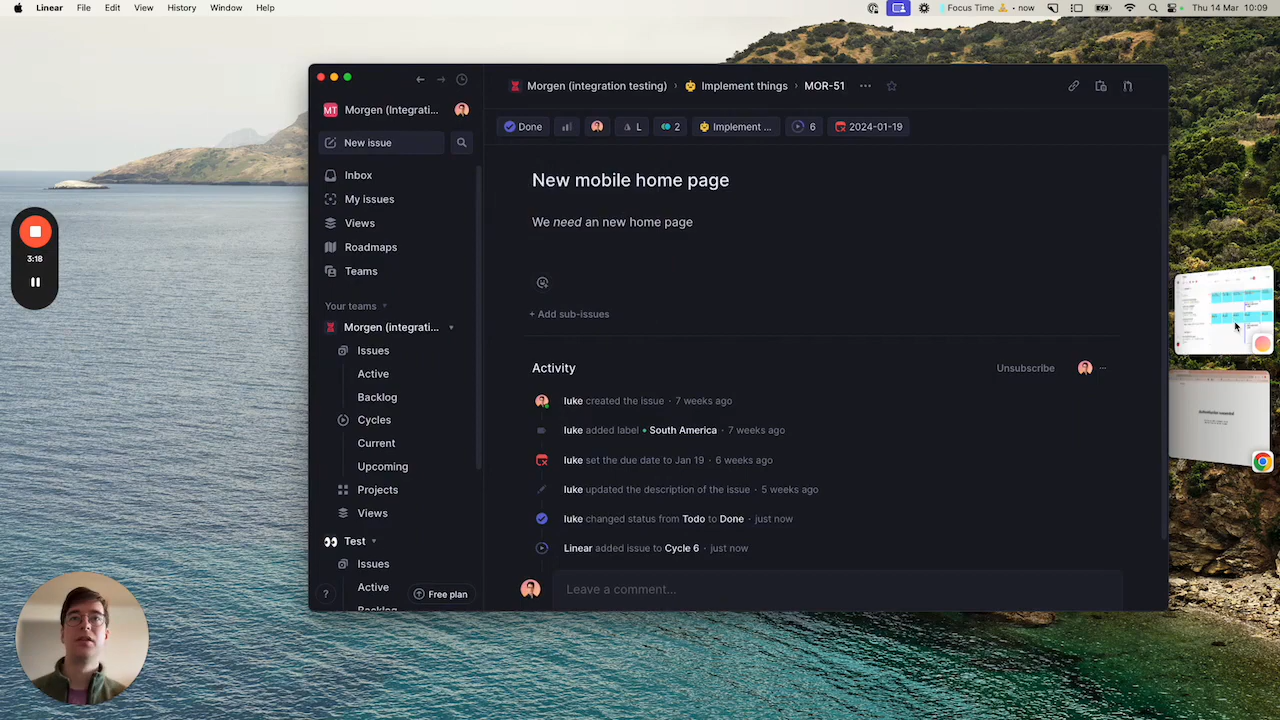 Linear File Edit View History Window Help
Focus Time · now Thu 14 Mar 10:09
Morgen (integration testing) › Implement things › MOR-51
MT Morgen (Integrati...
Done L 2 Implement ... 6 2024-01-19
New issue
Inbox
My issues
Views
Roadmaps
Teams
Your teams
Morgen (integrati...
Issues
Active
Backlog
Cycles
Current
Upcoming
Projects
Views
Test
Issues
Active
Backlog
? Free plan
3:18
New mobile home page
We need an new home page
+ Add sub-issues
Activity Unsubscribe
luke created the issue · 7 weeks ago
luke added label • South America · 7 weeks ago
luke set the due date to Jan 19 · 6 weeks ago
luke updated the description of the issue · 5 weeks ago
luke changed status from Todo to Done · just now
Linear added issue to Cycle 6 · just now
Leave a comment...